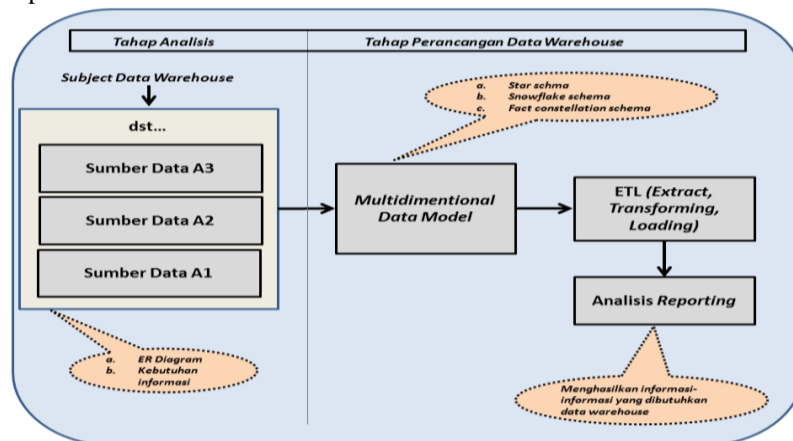 Tahap Analisis
Tahap Perancangan Data Warehouse
Subject Data Warehouse
a. Star schma
b. Snowflake schema
c. Fact constellation schema
dst...
Sumber Data A3
Sumber Data A2
Sumber Data A1
Multidimentional
Data Model
ETL (Extract,
Transforming,
Loading)
Analisis Reporting
a. ER Diagram
b. Kebutuhan
informasi
Menghasilkan informasi-
informasi yang dibutuhkan
data warehouse